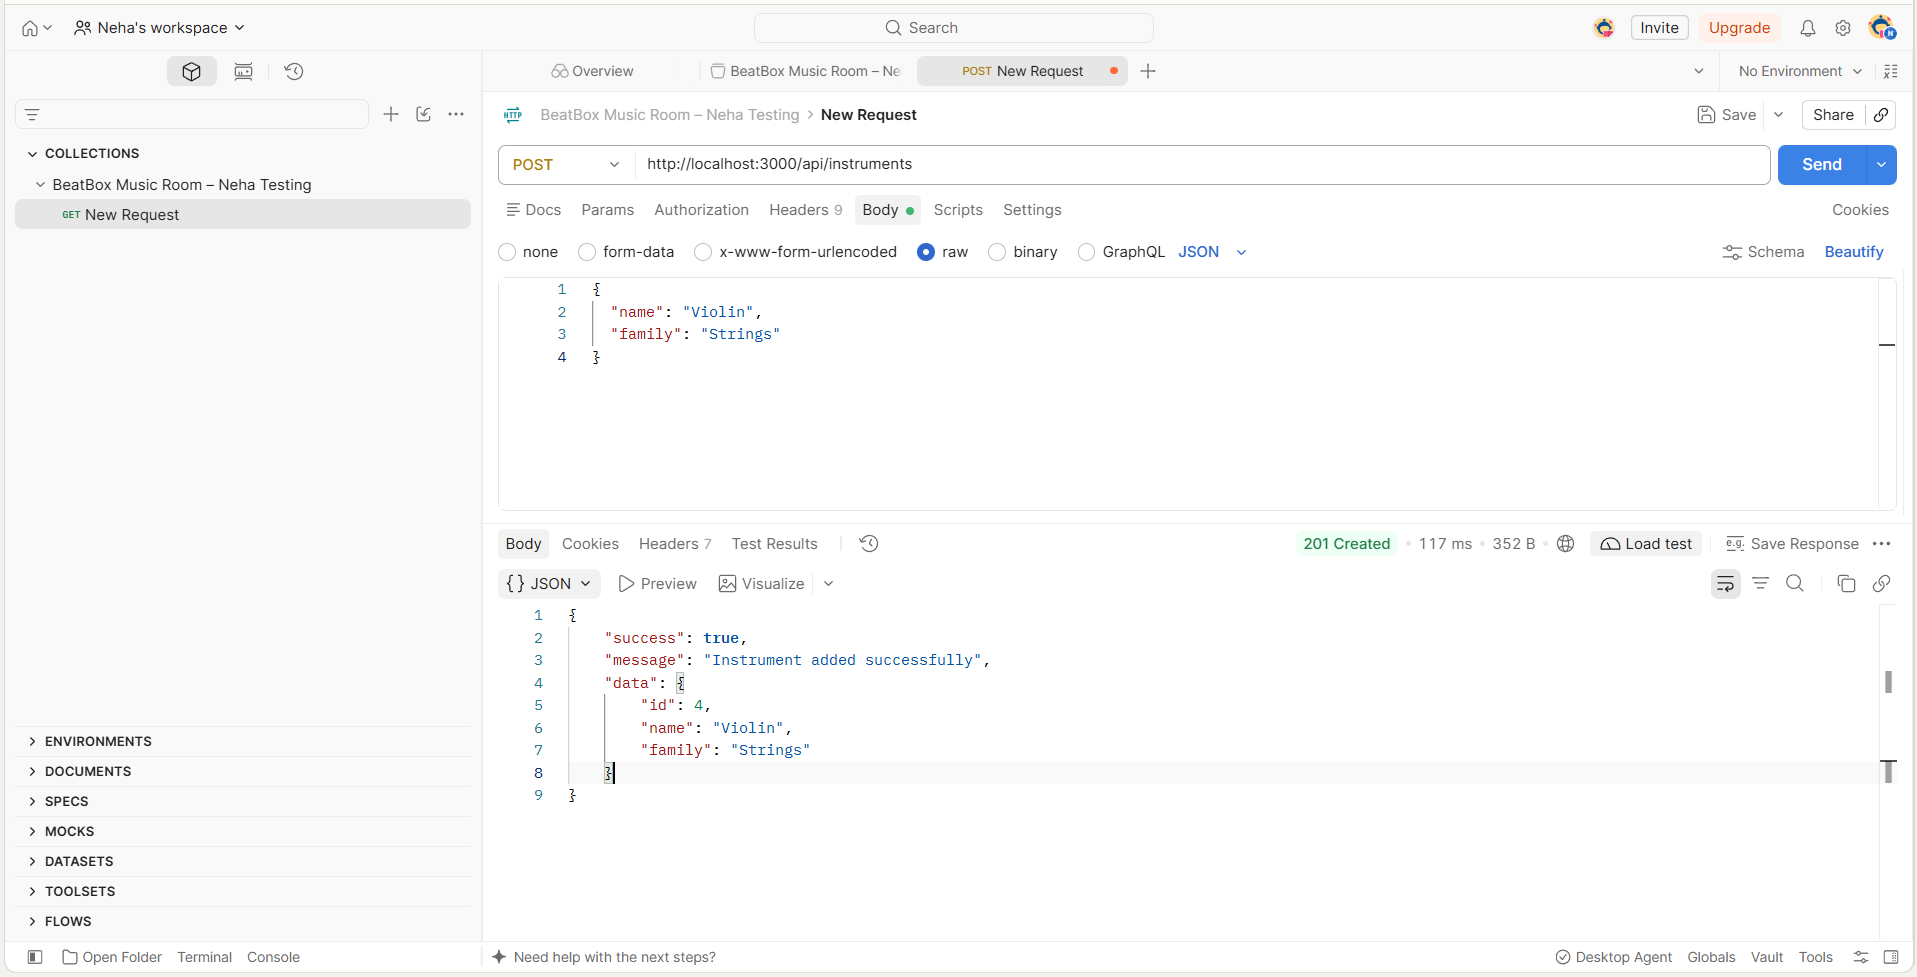 Neha's workspace
Search
Invite
Upgrade
Overview
BeatBox Music Room – Ne
POST New Request
No Environment
COLLECTIONS
BeatBox Music Room – Neha Testing
GET New Request
ENVIRONMENTS
DOCUMENTS
SPECS
MOCKS
DATASETS
TOOLSETS
FLOWS
HTTP BeatBox Music Room – Neha Testing > New Request
Save
Share
POST
http://localhost:3000/api/instruments
Send
Docs Params Authorization Headers 9 Body Scripts Settings
Cookies
none form-data x-www-form-urlencoded raw binary GraphQL JSON
Schema Beautify
1 {
2 "name": "Violin",
3 "family": "Strings"
4 }
Body Cookies Headers 7 Test Results
201 Created • 117 ms • 352 B
Load test
e.g. Save Response
{} JSON Preview Visualize
1 {
2 "success": true,
3 "message": "Instrument added successfully",
4 "data": {
5 "id": 4,
6 "name": "Violin",
7 "family": "Strings"
8 }
9 }
Open Folder Terminal Console
Need help with the next steps?
Desktop Agent Globals Vault Tools